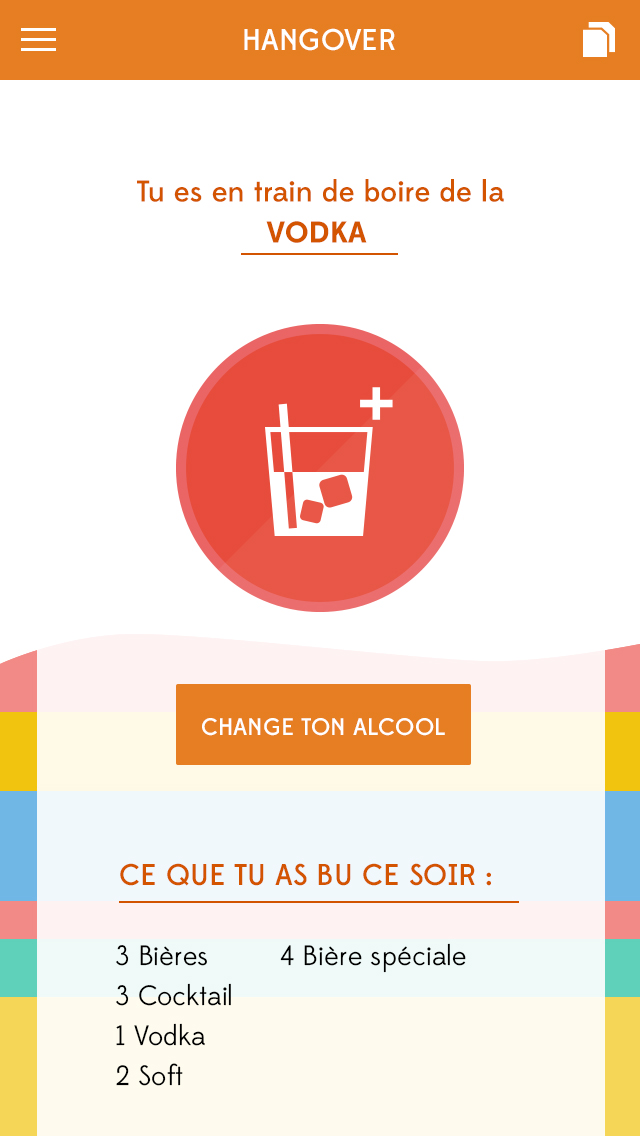 HANGOVER
Tu es en train de boire de la
VODKA
CHANGE TON ALCOOL
CE QUE TU AS BU CE SOIR :
3 Bières 4 Bière spéciale
3 Cocktail
1 Vodka
2 Soft